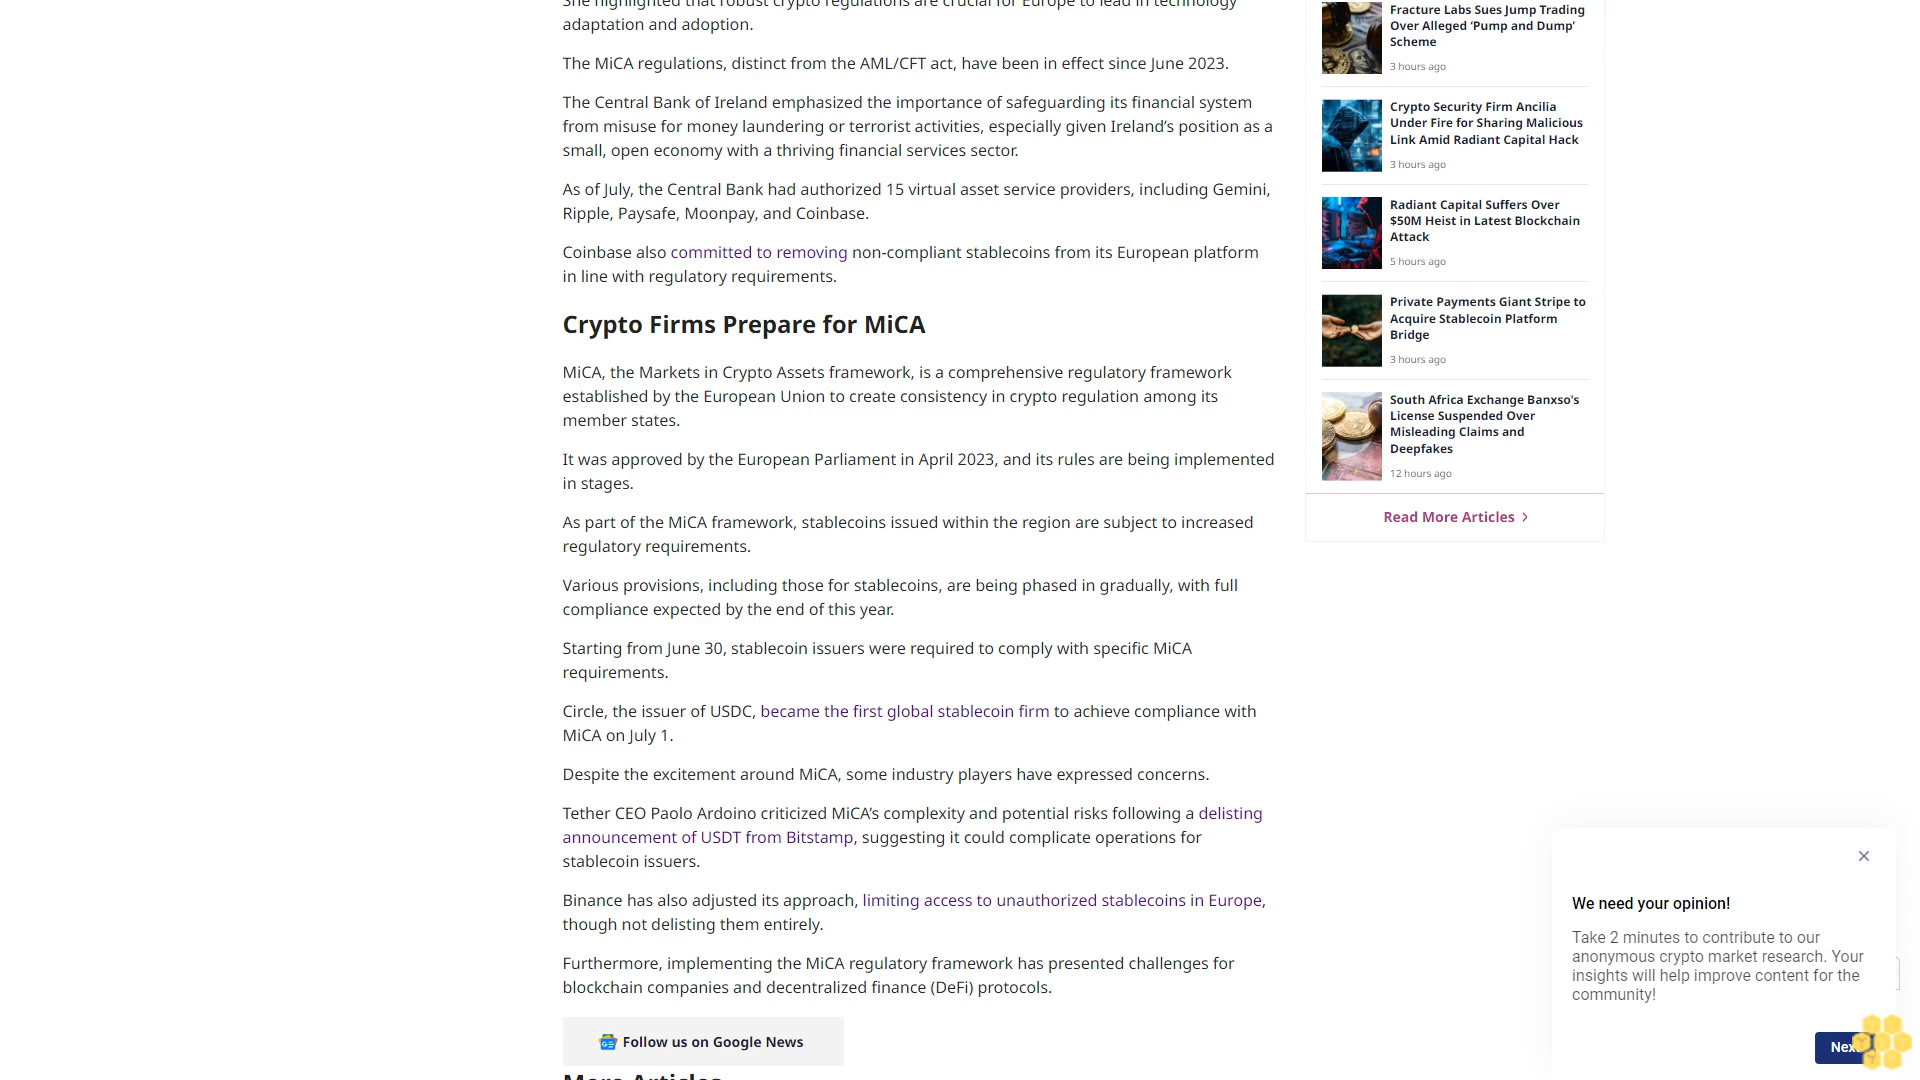 She highlighted that robust crypto regulations are crucial for Europe to lead in technology
adaptation and adoption.
The MiCA regulations, distinct from the AML/CFT act, have been in effect since June 2023.
The Central Bank of Ireland emphasized the importance of safeguarding its financial system
from misuse for money laundering or terrorist activities, especially given Ireland’s position as a
small, open economy with a thriving financial services sector.
As of July, the Central Bank had authorized 15 virtual asset service providers, including Gemini,
Ripple, Paysafe, Moonpay, and Coinbase.
Coinbase also committed to removing non-compliant stablecoins from its European platform
in line with regulatory requirements.
Crypto Firms Prepare for MiCA
MiCA, the Markets in Crypto Assets framework, is a comprehensive regulatory framework
established by the European Union to create consistency in crypto regulation among its
member states.
It was approved by the European Parliament in April 2023, and its rules are being implemented
in stages.
As part of the MiCA framework, stablecoins issued within the region are subject to increased
regulatory requirements.
Various provisions, including those for stablecoins, are being phased in gradually, with full
compliance expected by the end of this year.
Starting from June 30, stablecoin issuers were required to comply with specific MiCA
requirements.
Circle, the issuer of USDC, became the first global stablecoin firm to achieve compliance with
MiCA on July 1.
Despite the excitement around MiCA, some industry players have expressed concerns.
Tether CEO Paolo Ardoino criticized MiCA’s complexity and potential risks following a delisting
announcement of USDT from Bitstamp, suggesting it could complicate operations for
stablecoin issuers.
Binance has also adjusted its approach, limiting access to unauthorized stablecoins in Europe,
though not delisting them entirely.
Furthermore, implementing the MiCA regulatory framework has presented challenges for
blockchain companies and decentralized finance (DeFi) protocols.
Follow us on Google News
More Articles
Fracture Labs Sues Jump Trading
Over Alleged ‘Pump and Dump’
Scheme
3 hours ago
Crypto Security Firm Ancilia
Under Fire for Sharing Malicious
Link Amid Radiant Capital Hack
3 hours ago
Radiant Capital Suffers Over
$50M Heist in Latest Blockchain
Attack
5 hours ago
Private Payments Giant Stripe to
Acquire Stablecoin Platform
Bridge
3 hours ago
South Africa Exchange Banxso's
License Suspended Over
Misleading Claims and
Deepfakes
12 hours ago
Read More Articles
We need your opinion!
Take 2 minutes to contribute to our
anonymous crypto market research. Your
insights will help improve content for the
community!